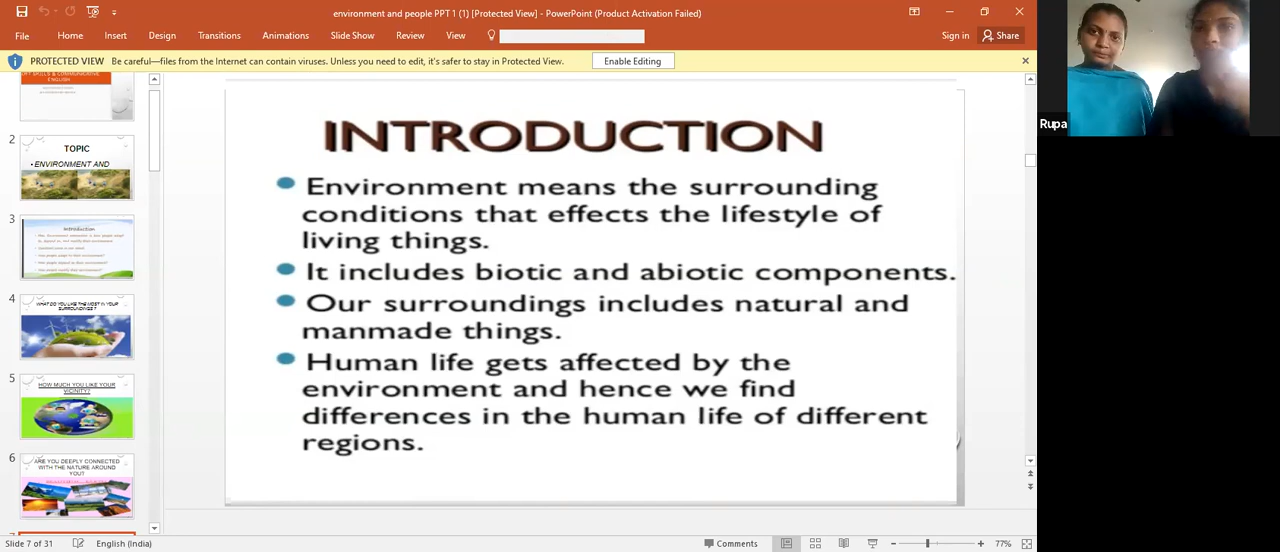 environment and people PPT 1 (1) [Protected View] - PowerPoint (Product Activation Failed)
File Home Insert Design Transitions Animations Slide Show Review View Sign in Share
PROTECTED VIEW Be careful—files from the Internet can contain viruses. Unless you need to edit, it's safer to stay in Protected View. Enable Editing
ENGLISH
2
TOPIC
• ENVIRONMENT AND
3
Introduction
4
WHAT DO YOU LIKE THE MOST IN YOUR
SURROUNDINGS?
5
HOW MUCH YOU LIKE YOUR
VICINITY?
6
ARE YOU DEEPLY CONNECTED
WITH THE NATURE AROUND
YOU?
INTRODUCTION
Environment means the surrounding
conditions that effects the lifestyle of
living things.
It includes biotic and abiotic components.
Our surroundings includes natural and
manmade things.
Human life gets affected by the
environment and hence we find
differences in the human life of different
regions.
Rupa
Slide 7 of 31 English (India) Comments 77%